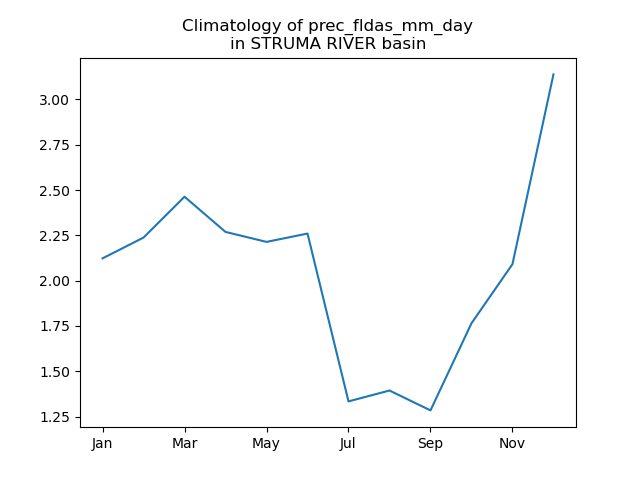 Climatology of prec_fldas_mm_day
in STRUMA RIVER basin
3.00
2.75
2.50
2.25
2.00
1.75
1.50
1.25
Jan Mar May Jul Sep Nov